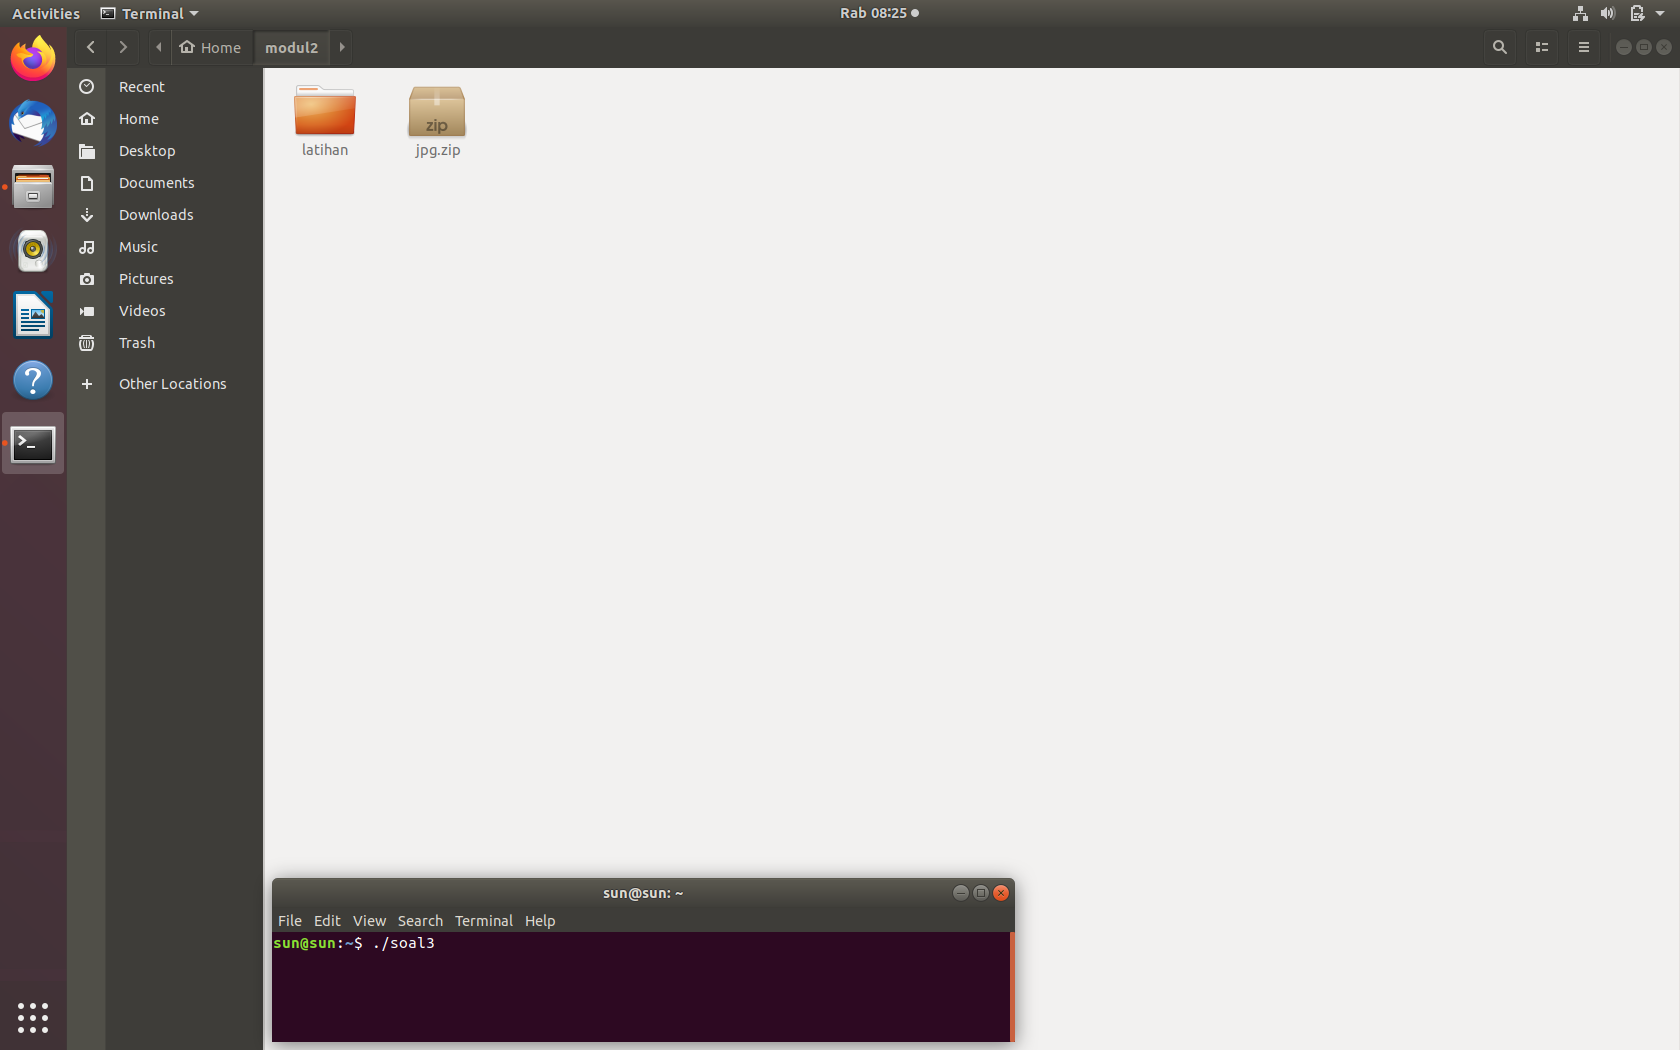 Activities Terminal Rab 08:25
Home modul2
Recent
Home
Desktop
Documents
Downloads
Music
Pictures
Videos
Trash
Other Locations
zip
latihan jpg.zip
sun@sun: ~
File Edit View Search Terminal Help
sun@sun:~$ ./soal3